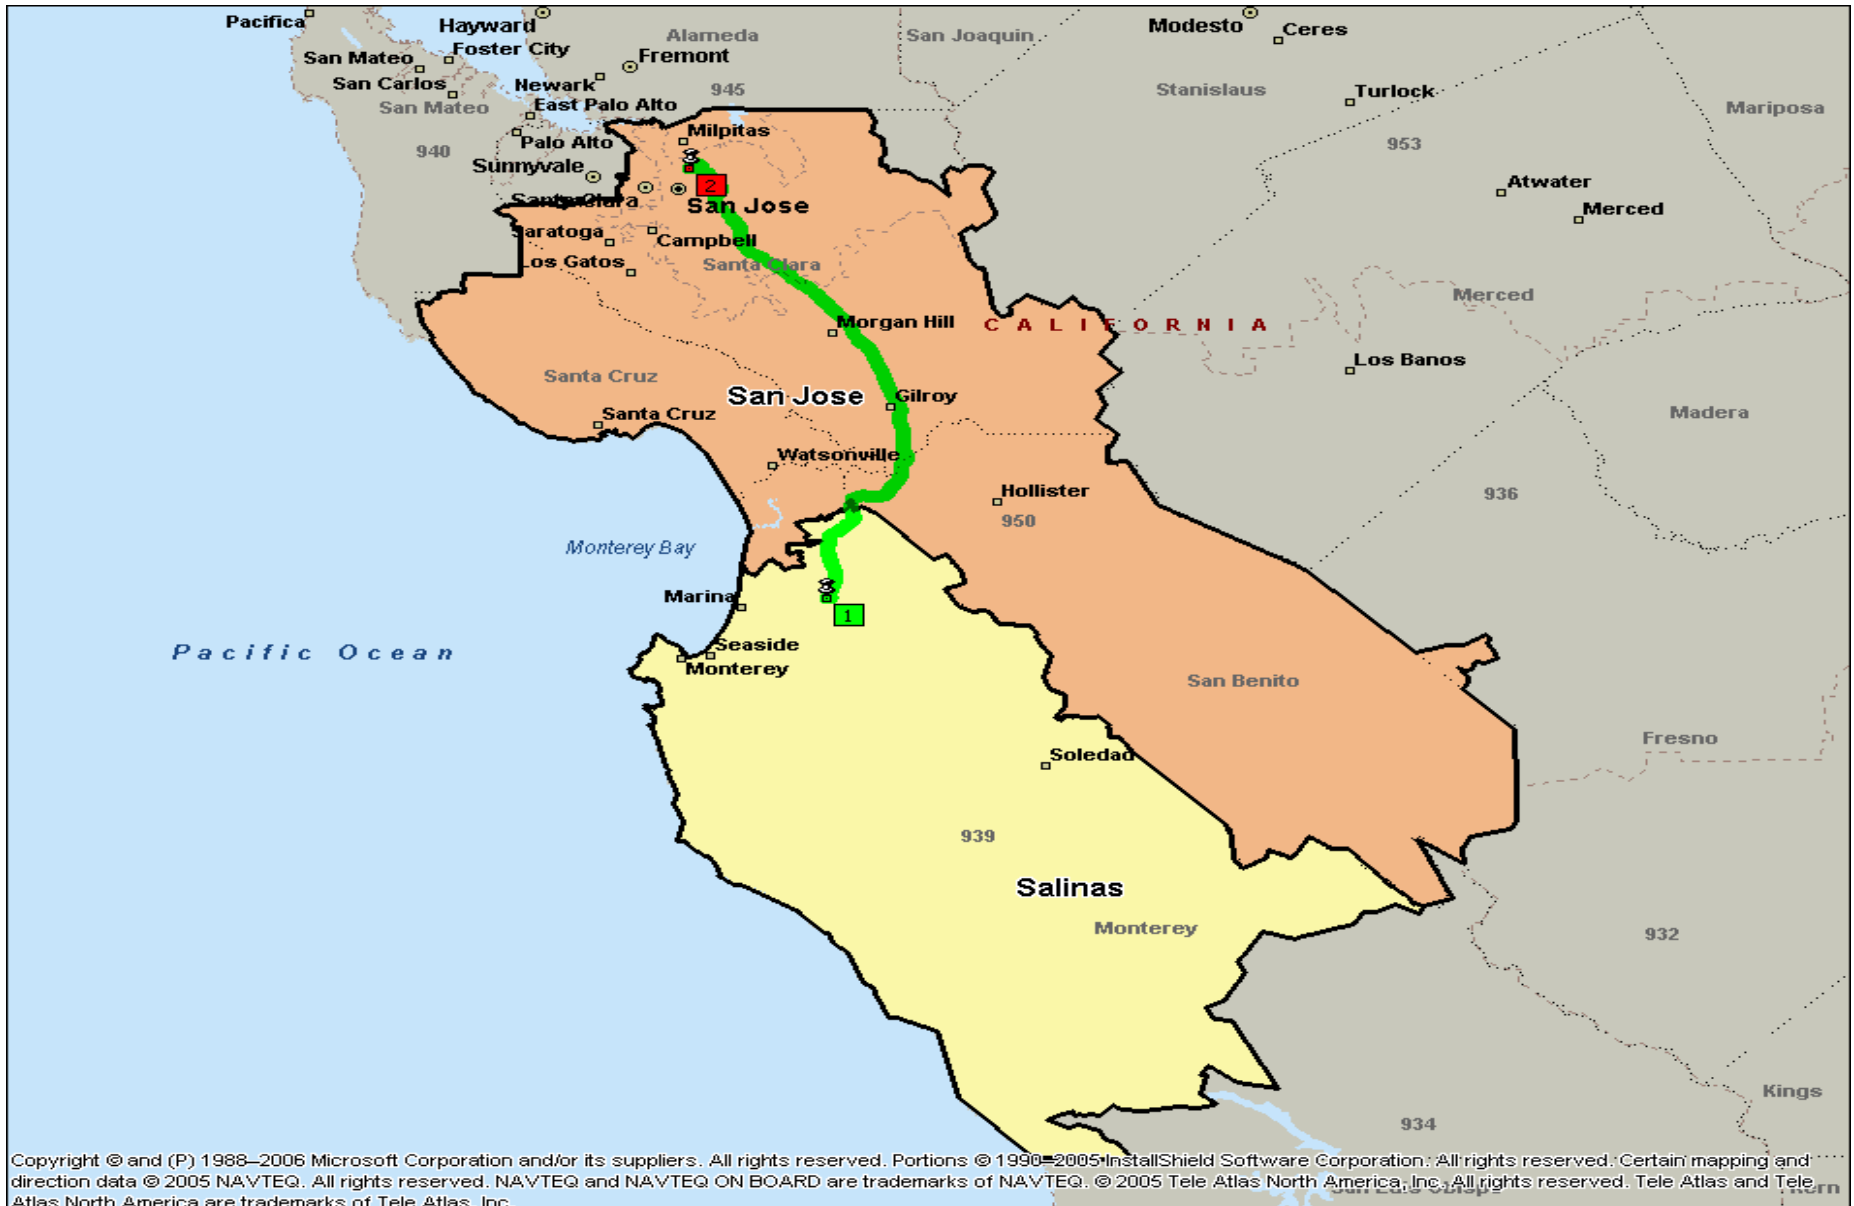 Pacifica
Hayward
Alameda
San Joaquin
Modesto
Ceres
San Mateo
Foster City
Fremont
San Carlos
Newark
945
Stanislaus
Turlock
Mariposa
San Mateo
East Palo Alto
Milpitas
Palo Alto
940
953
Sunnyvale
2
Atwater
Santa Clara
San Jose
Merced
Saratoga
Campbell
Los Gatos
Santa Clara
Merced
Morgan Hill
CALIFORNIA
Los Banos
Santa Cruz
San Jose
Gilroy
Santa Cruz
Madera
Watsonville
Hollister
936
950
Monterey Bay
Marina
1
Pacific Ocean
Seaside
Monterey
San Benito
Soledad
Fresno
939
Salinas
Monterey
932
Kings
934
Copyright © and (P) 1988–2006 Microsoft Corporation and/or its suppliers. All rights reserved. Portions © 1990–2005 InstallShield Software Corporation. All rights reserved. Certain mapping and
direction data © 2005 NAVTEQ. All rights reserved. NAVTEQ and NAVTEQ ON BOARD are trademarks of NAVTEQ. © 2005 Tele Atlas North America, Inc. All rights reserved. Tele Atlas and Tele
San Luis Obispo
Kern
Atlas North America are trademarks of Tele Atlas, Inc.